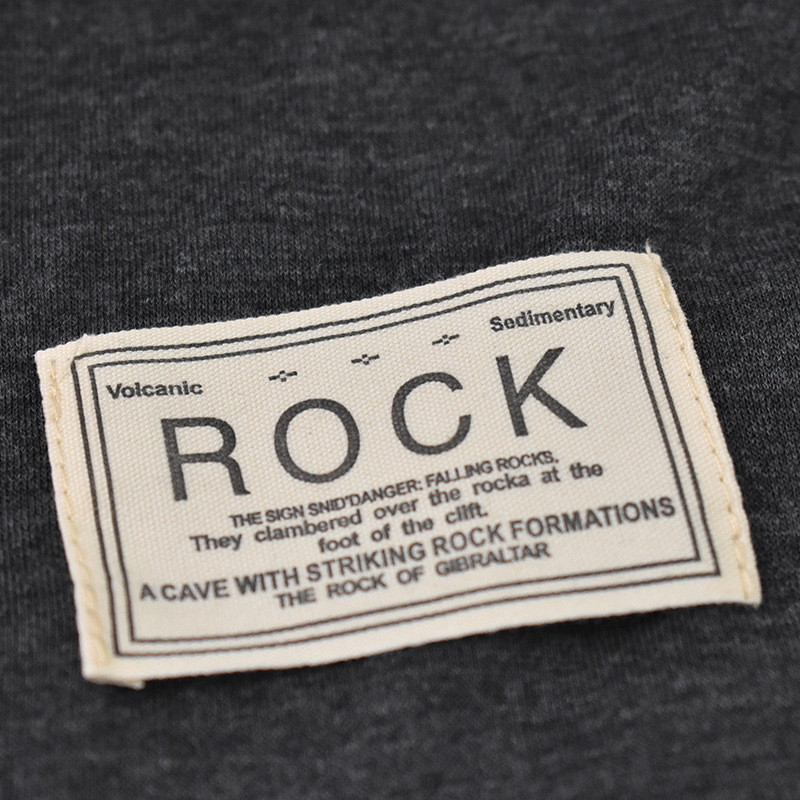 Volcanic Sedimentary
ROCK
THE SIGN SNID'DANGER: FALLING ROCKS.
They clambered over the rocka at the
foot of the clift.
A CAVE WITH STRIKING ROCK FORMATIONS
THE ROCK OF GIBRALTAR